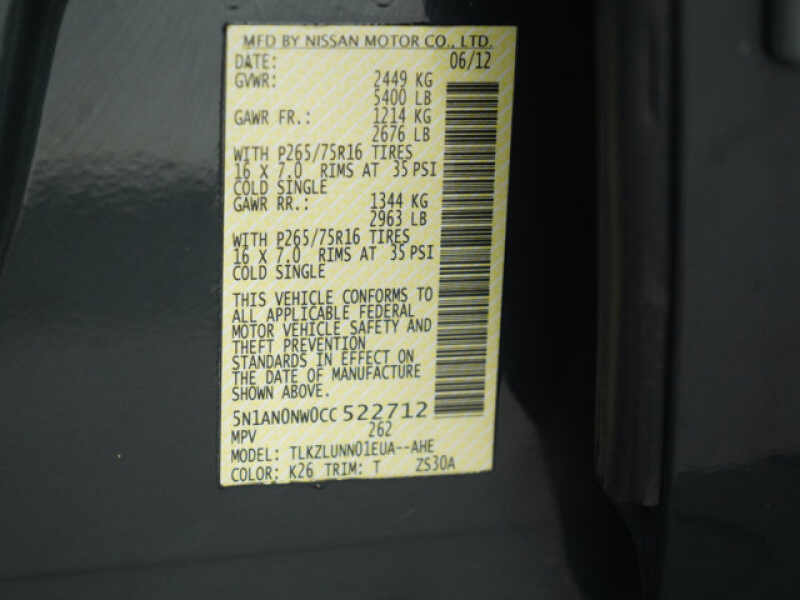 MFD BY NISSAN MOTOR CO., LTD.
DATE: 06/12
GVWR: 2449 KG
5400 LB
GAWR FR.: 1214 KG
2676 LB
WITH P265/75R16 TIRES
16 X 7.0 RIMS AT 35 PSI
COLD SINGLE
GAWR RR.: 1344 KG
2963 LB
WITH P265/75R16 TIRES
16 X 7.0 RIMS AT 35 PSI
COLD SINGLE
THIS VEHICLE CONFORMS TO
ALL APPLICABLE FEDERAL
MOTOR VEHICLE SAFETY AND
THEFT PREVENTION
STANDARDS IN EFFECT ON
THE DATE OF MANUFACTURE
SHOWN ABOVE.
5N1AN0NW0CC 522712
MPV 262
MODEL: TLKZLUNN01EUA--AHE
COLOR: K26 TRIM: T ZS30A